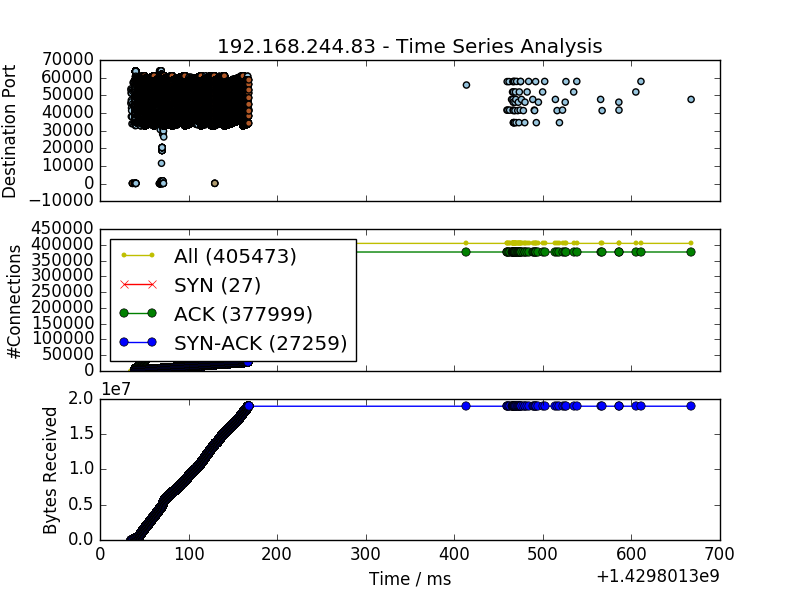 192.168.244.83 - Time Series Analysis
Destination Port
70000
60000
50000
40000
30000
20000
10000
0
−10000
#Connections
450000
400000
350000
300000
250000
200000
150000
100000
50000
0
All (405473)
SYN (27)
ACK (377999)
SYN-ACK (27259)
1e7
Bytes Received
2.0
1.5
1.0
0.5
0.0
0 100 200 300 400 500 600 700
Time / ms
+1.4298013e9